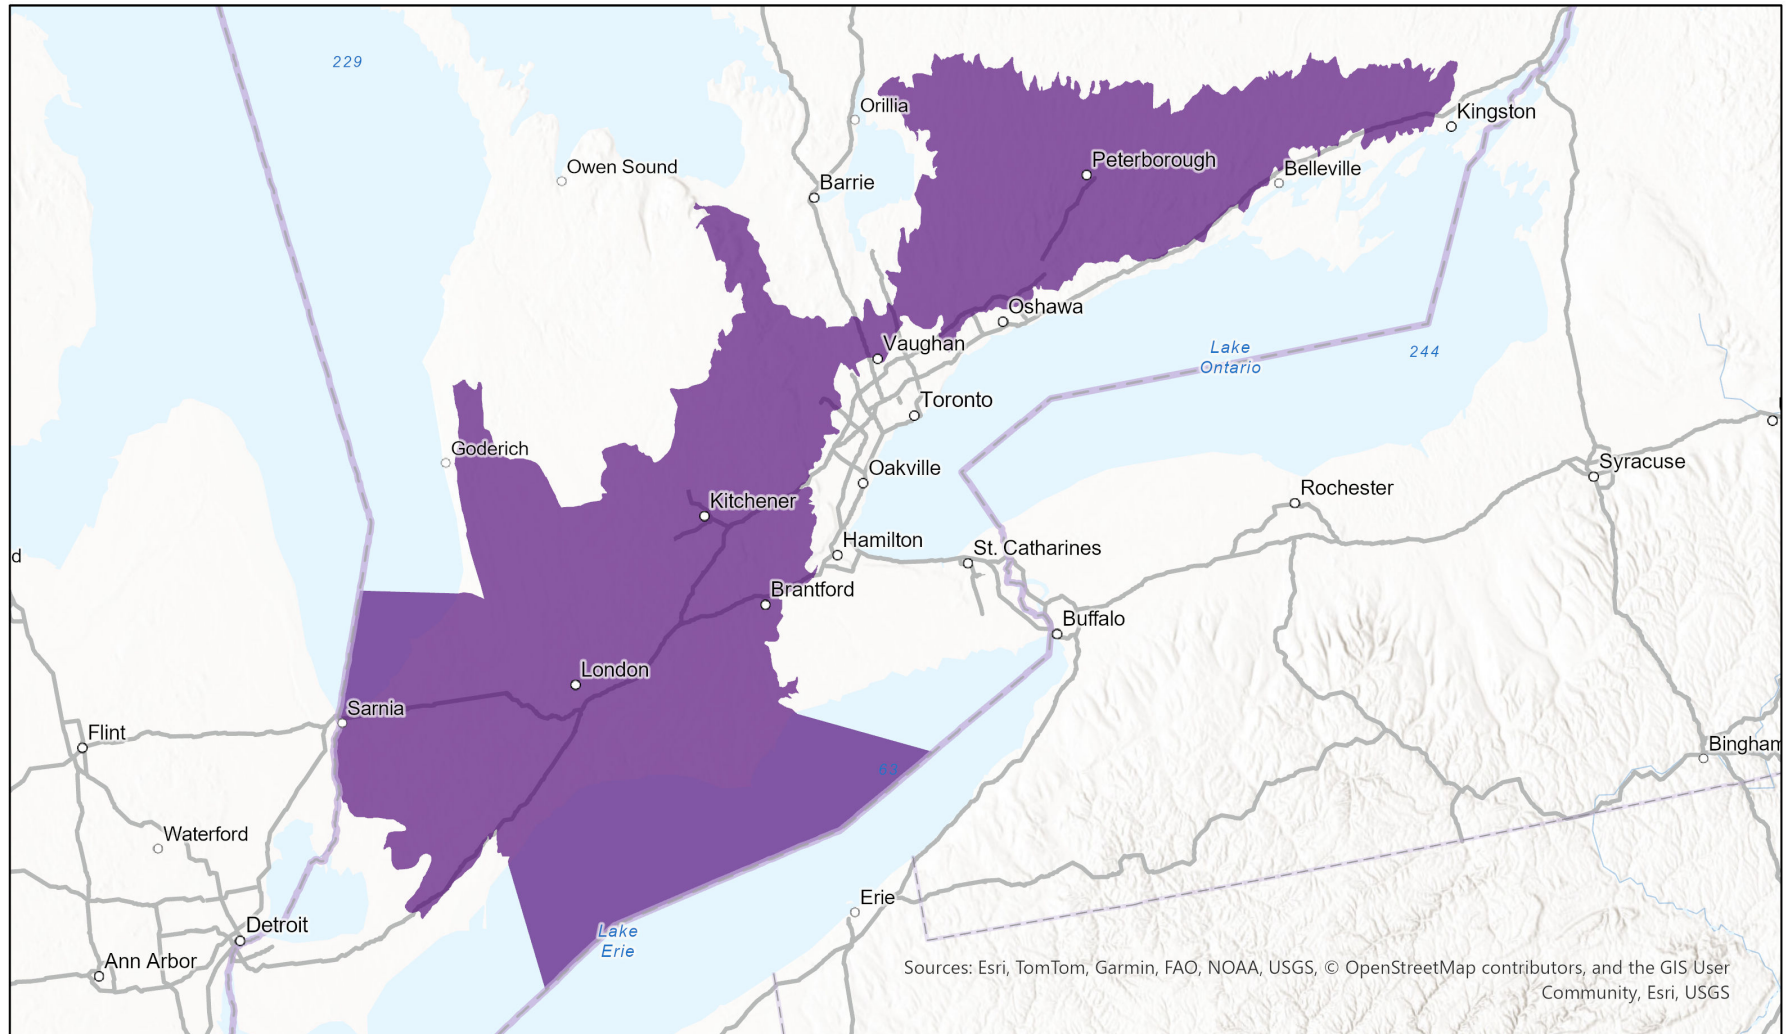 229
Orillia
Kingston
Peterborough
Owen Sound
Belleville
Barrie
Oshawa
Vaughan
Lake
Ontario
244
Toronto
Goderich
Oakville
Syracuse
Kitchener
Rochester
Hamilton
St. Catharines
d
Brantford
Buffalo
London
Sarnia
Flint
Bingham
63
Waterford
Erie
Detroit
Lake
Erie
Ann Arbor
Sources: Esri, TomTom, Garmin, FAO, NOAA, USGS, © OpenStreetMap contributors, and the GIS User
Community, Esri, USGS